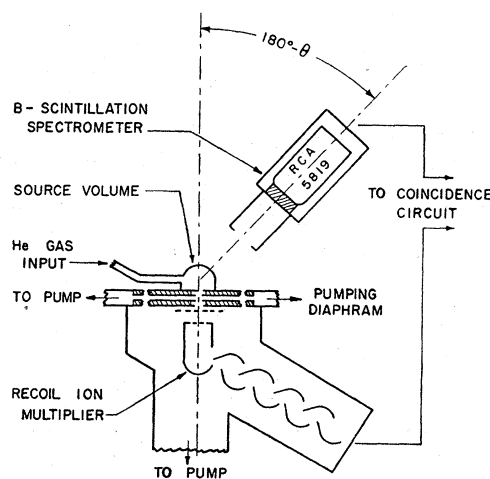 180°-θ
B- SCINTILLATION
SPECTROMETER
RCA
5819
SOURCE VOLUME
TO COINCIDENCE
CIRCUIT
He GAS
INPUT
TO PUMP
PUMPING
DIAPHRAM
RECOIL ION
MULTIPLIER
TO PUMP